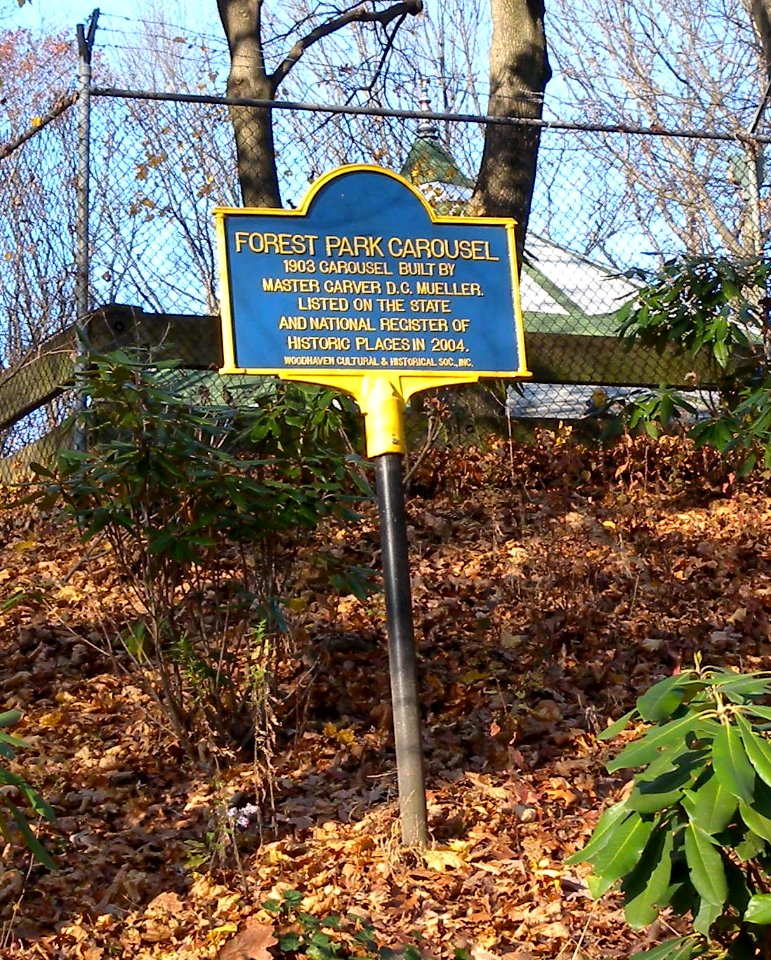 FOREST PARK CAROUSEL
1903 CAROUSEL BUILT BY
MASTER CARVER D.C. MUELLER.
LISTED ON THE STATE
AND NATIONAL REGISTER OF
HISTORIC PLACES IN 2004.
WOODHAVEN CULTURAL & HISTORICAL SOC., INC.